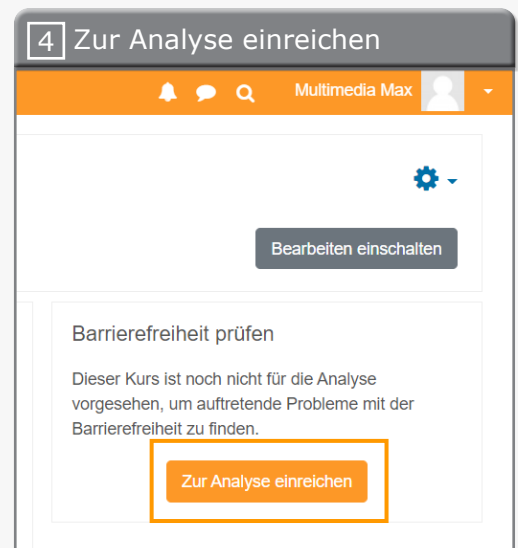 4 Zur Analyse einreichen
Multimedia Max
Bearbeiten einschalten
Barrierefreiheit prüfen
Dieser Kurs ist noch nicht für die Analyse
vorgesehen, um auftretende Probleme mit der
Barrierefreiheit zu finden.
Zur Analyse einreichen